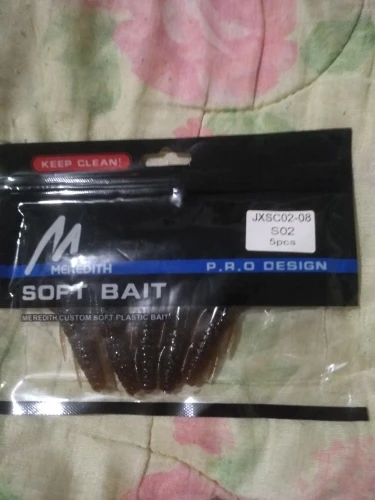 KEEP CLEAN!
JXSC02-08
S02
5pcs
M
MEREDITH
P.R.O DESIGN
SOFT BAIT
MEREDITH CUSTOM SOFT PLASTIC BAIT